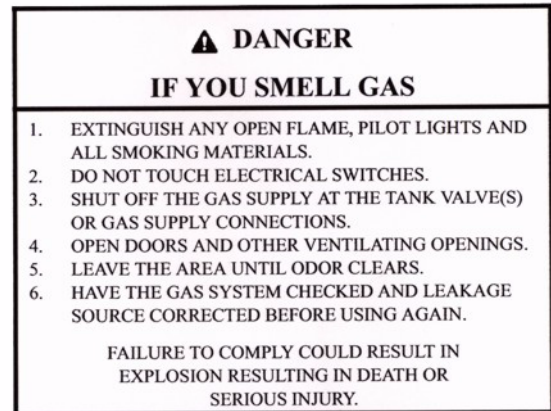 ⚠ DANGER
IF YOU SMELL GAS
1. EXTINGUISH ANY OPEN FLAME, PILOT LIGHTS AND
ALL SMOKING MATERIALS.
2. DO NOT TOUCH ELECTRICAL SWITCHES.
3. SHUT OFF THE GAS SUPPLY AT THE TANK VALVE(S)
OR GAS SUPPLY CONNECTIONS.
4. OPEN DOORS AND OTHER VENTILATING OPENINGS.
5. LEAVE THE AREA UNTIL ODOR CLEARS.
6. HAVE THE GAS SYSTEM CHECKED AND LEAKAGE
SOURCE CORRECTED BEFORE USING AGAIN.
FAILURE TO COMPLY COULD RESULT IN
EXPLOSION RESULTING IN DEATH OR
SERIOUS INJURY.